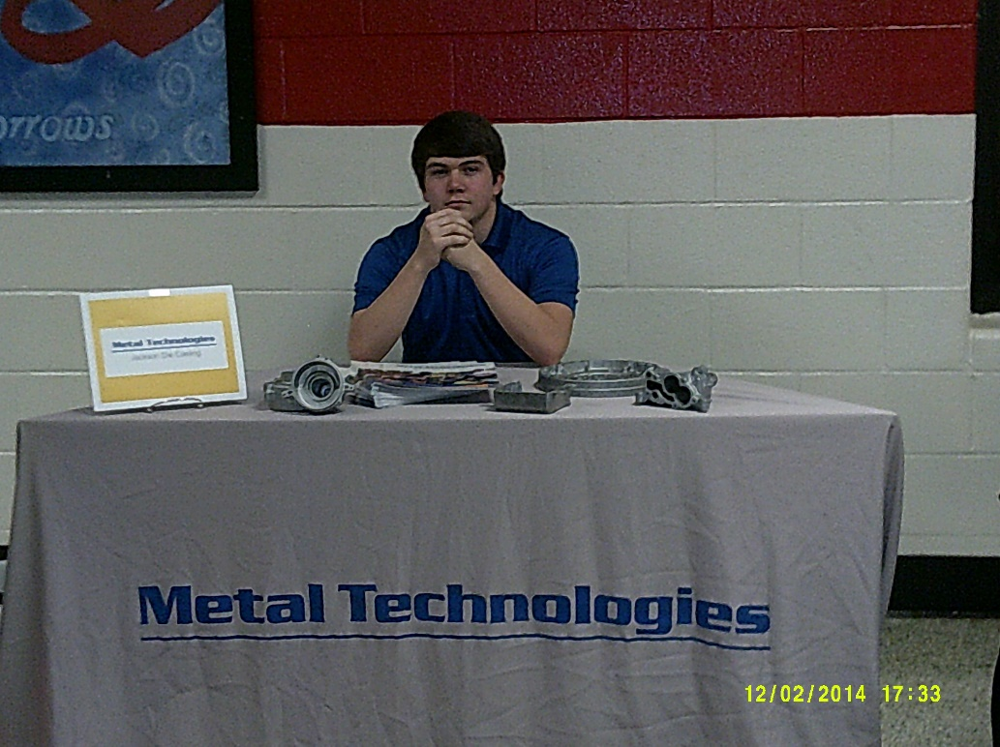 orrows
Metal Technologies
Jackson Die Casting
Metal Technologies
12/02/2014 17:33